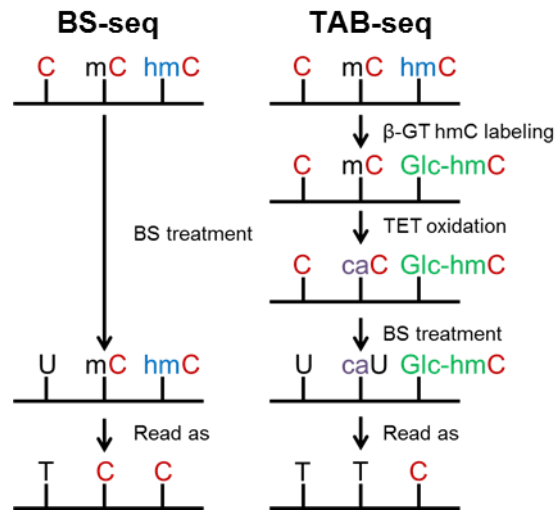 BS-seq
C mC hmC
BS treatment
U mC hmC
Read as
T C C
TAB-seq
C mC hmC
β-GT hmC labeling
C mC Glc-hmC
TET oxidation
C caC Glc-hmC
BS treatment
U caU Glc-hmC
Read as
T T C